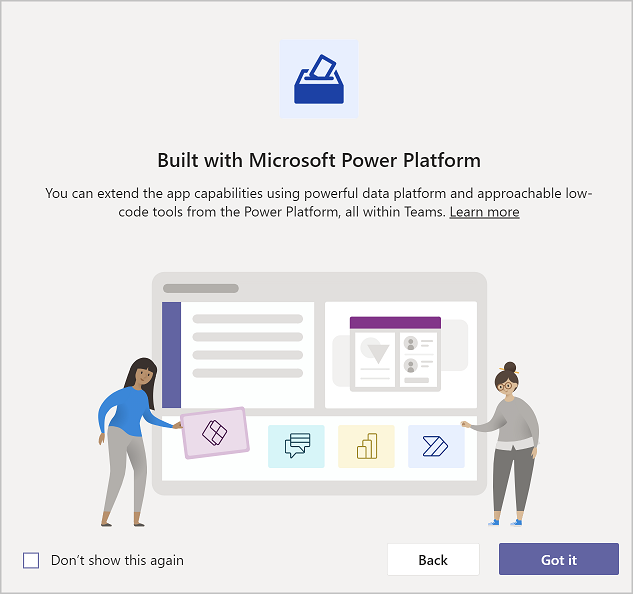 Built with Microsoft Power Platform
You can extend the app capabilities using powerful data platform and approachable low-
code tools from the Power Platform, all within Teams. Learn more
Don’t show this again
Back
Got it